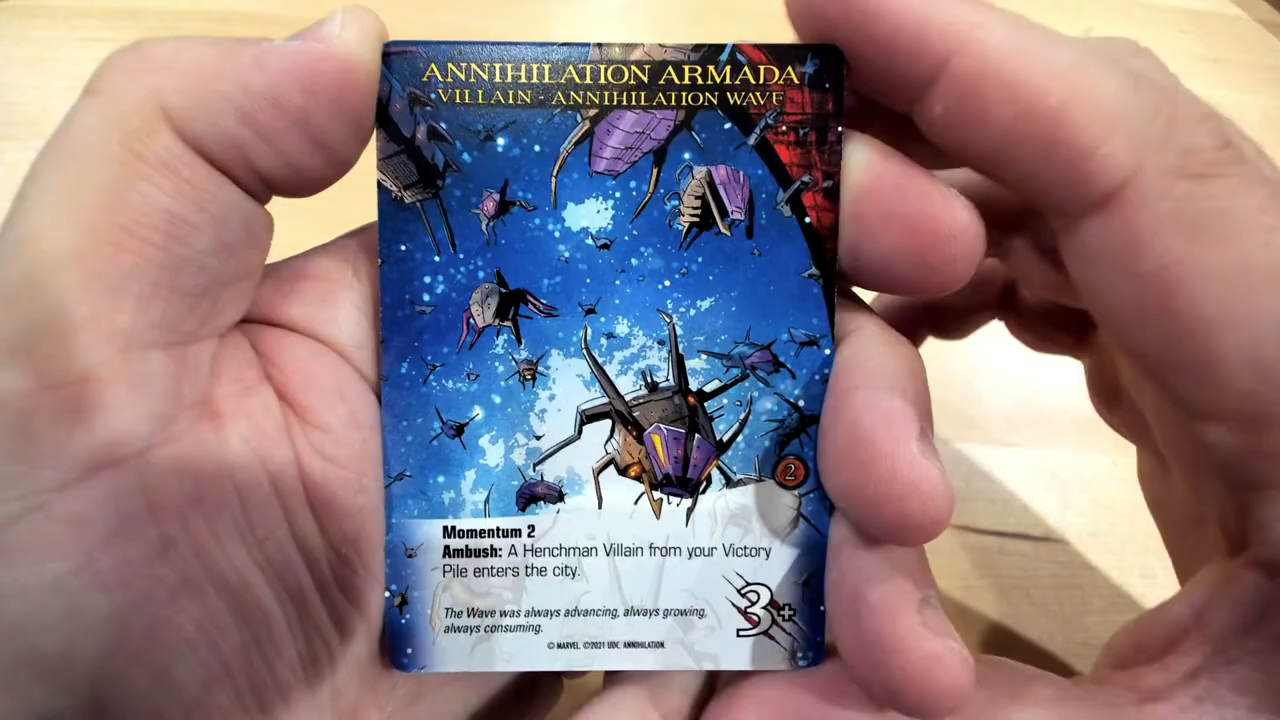 ANNIHILATION ARMADA
VILLAIN - ANNIHILATION WAVE
2
Momentum 2
Ambush: A Henchman Villain from your Victory
Pile enters the city.
3+
The Wave was always advancing, always growing,
always consuming.
© MARVEL. ©2021 UDC. ANNIHILATION.